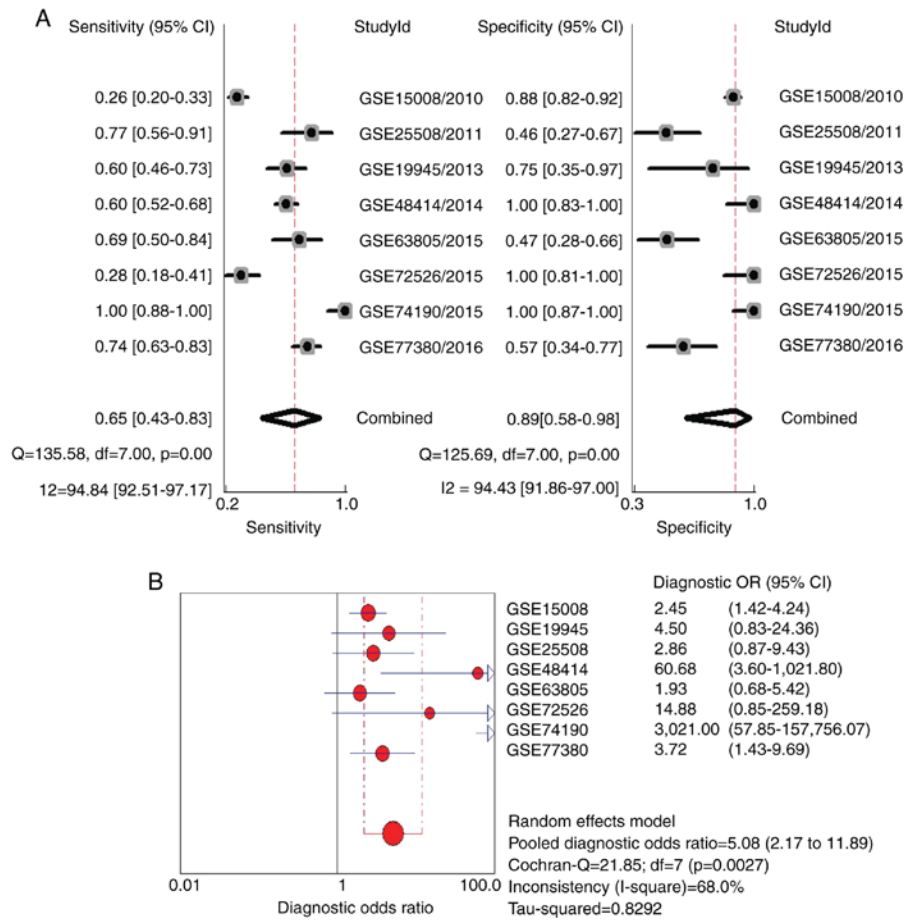 A
Sensitivity (95% CI) StudyId Specificity (95% CI) StudyId
0.26 [0.20-0.33] GSE15008/2010 0.88 [0.82-0.92] GSE15008/2010
0.77 [0.56-0.91] GSE25508/2011 0.46 [0.27-0.67] GSE25508/2011
0.60 [0.46-0.73] GSE19945/2013 0.75 [0.35-0.97] GSE19945/2013
0.60 [0.52-0.68] GSE48414/2014 1.00 [0.83-1.00] GSE48414/2014
0.69 [0.50-0.84] GSE63805/2015 0.47 [0.28-0.66] GSE63805/2015
0.28 [0.18-0.41] GSE72526/2015 1.00 [0.81-1.00] GSE72526/2015
1.00 [0.88-1.00] GSE74190/2015 1.00 [0.87-1.00] GSE74190/2015
0.74 [0.63-0.83] GSE77380/2016 0.57 [0.34-0.77] GSE77380/2016
0.65 [0.43-0.83] Combined 0.89[0.58-0.98] Combined
Q=135.58, df=7.00, p=0.00 Q=125.69, df=7.00, p=0.00
12=94.84 [92.51-97.17] I2 = 94.43 [91.86-97.00]
0.2 1.0 0.3 1.0
Sensitivity Specificity
B
Diagnostic OR (95% CI)
GSE15008 2.45 (1.42-4.24)
GSE19945 4.50 (0.83-24.36)
GSE25508 2.86 (0.87-9.43)
GSE48414 60.68 (3.60-1,021.80)
GSE63805 1.93 (0.68-5.42)
GSE72526 14.88 (0.85-259.18)
GSE74190 3,021.00 (57.85-157,756.07)
GSE77380 3.72 (1.43-9.69)
Random effects model
Pooled diagnostic odds ratio=5.08 (2.17 to 11.89)
Cochran-Q=21.85; df=7 (p=0.0027)
Inconsistency (I-square)=68.0%
Tau-squared=0.8292
0.01 1 100.0
Diagnostic odds ratio